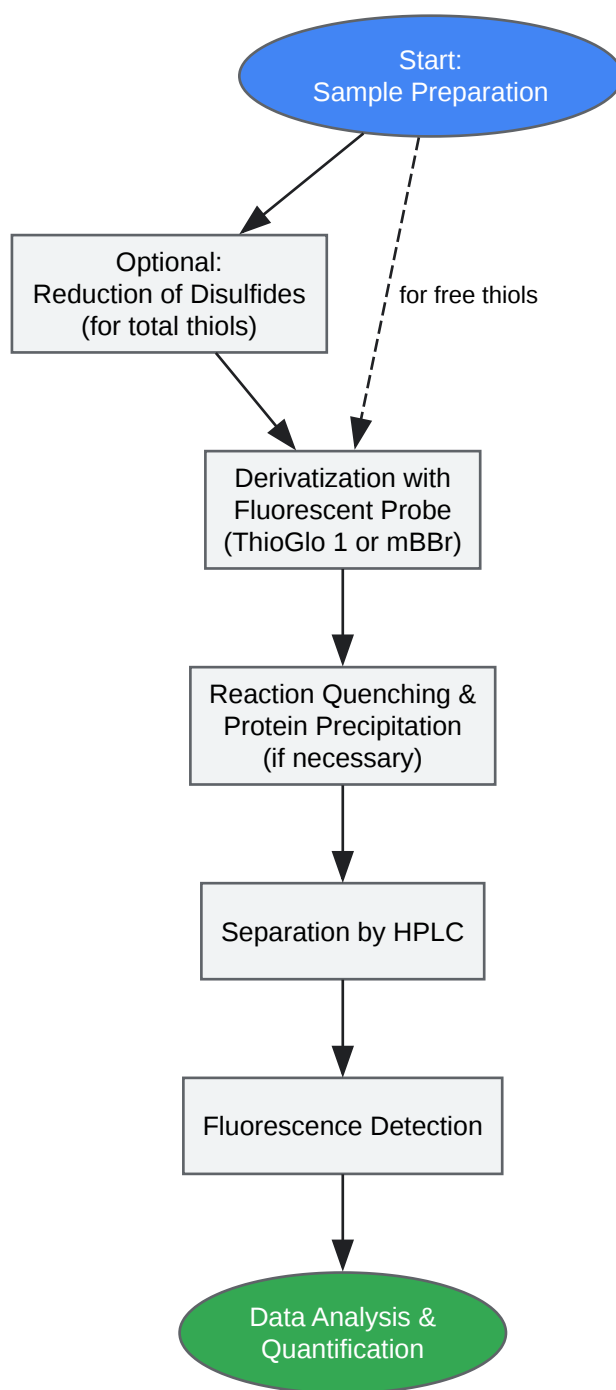 Start:
Sample Preparation
Optional:
Reduction of Disulfides
(for total thiols)
for free thiols
Derivatization with
Fluorescent Probe
(ThioGlo 1 or mBBr)
Reaction Quenching &
Protein Precipitation
(if necessary)
Separation by HPLC
Fluorescence Detection
Data Analysis &
Quantification